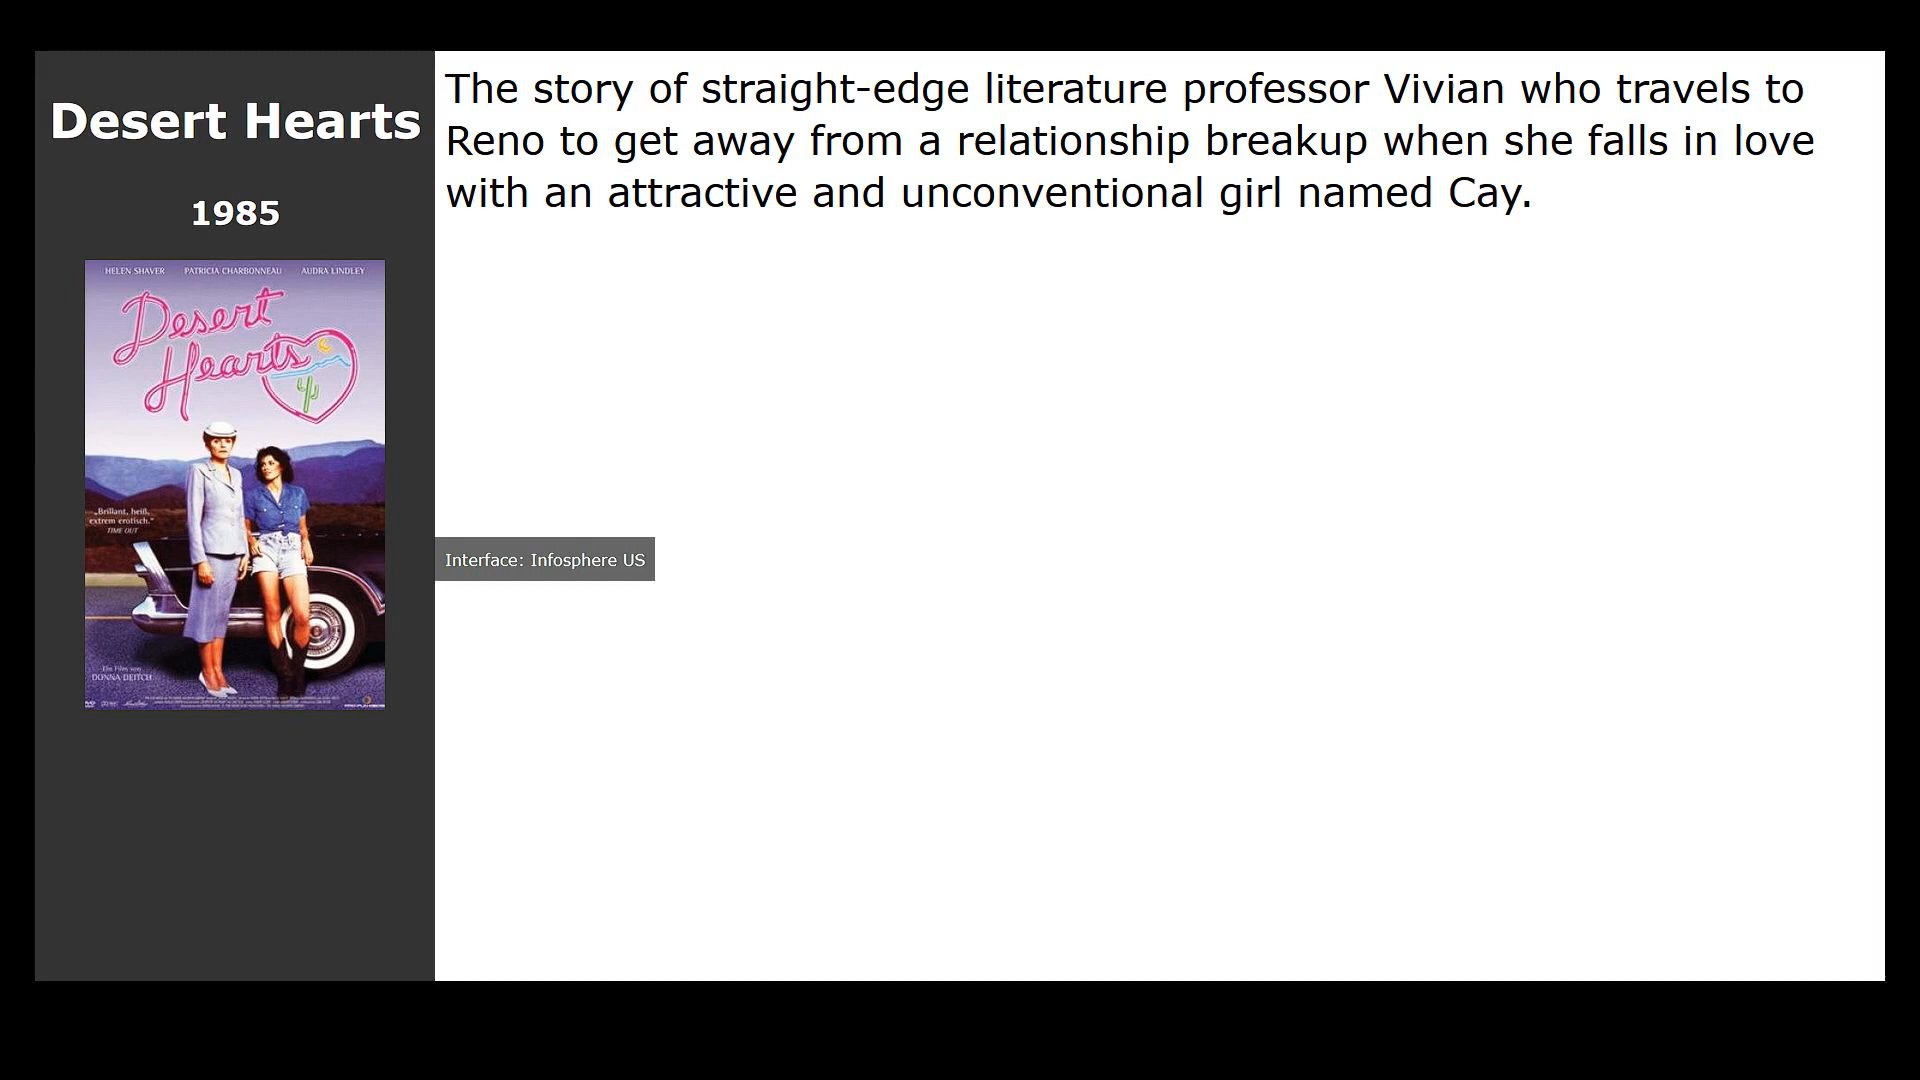 Desert Hearts
1985
HELEN SHAVER PATRICIA CHARBONNEAU AUDRA LINDLEY
Desert
Hearts
„Brillant, heiß,
extrem erotisch.“
TIME OUT
Ein Film von
DONNA DEITCH
The story of straight-edge literature professor Vivian who travels to
Reno to get away from a relationship breakup when she falls in love
with an attractive and unconventional girl named Cay.
Interface: Infosphere US